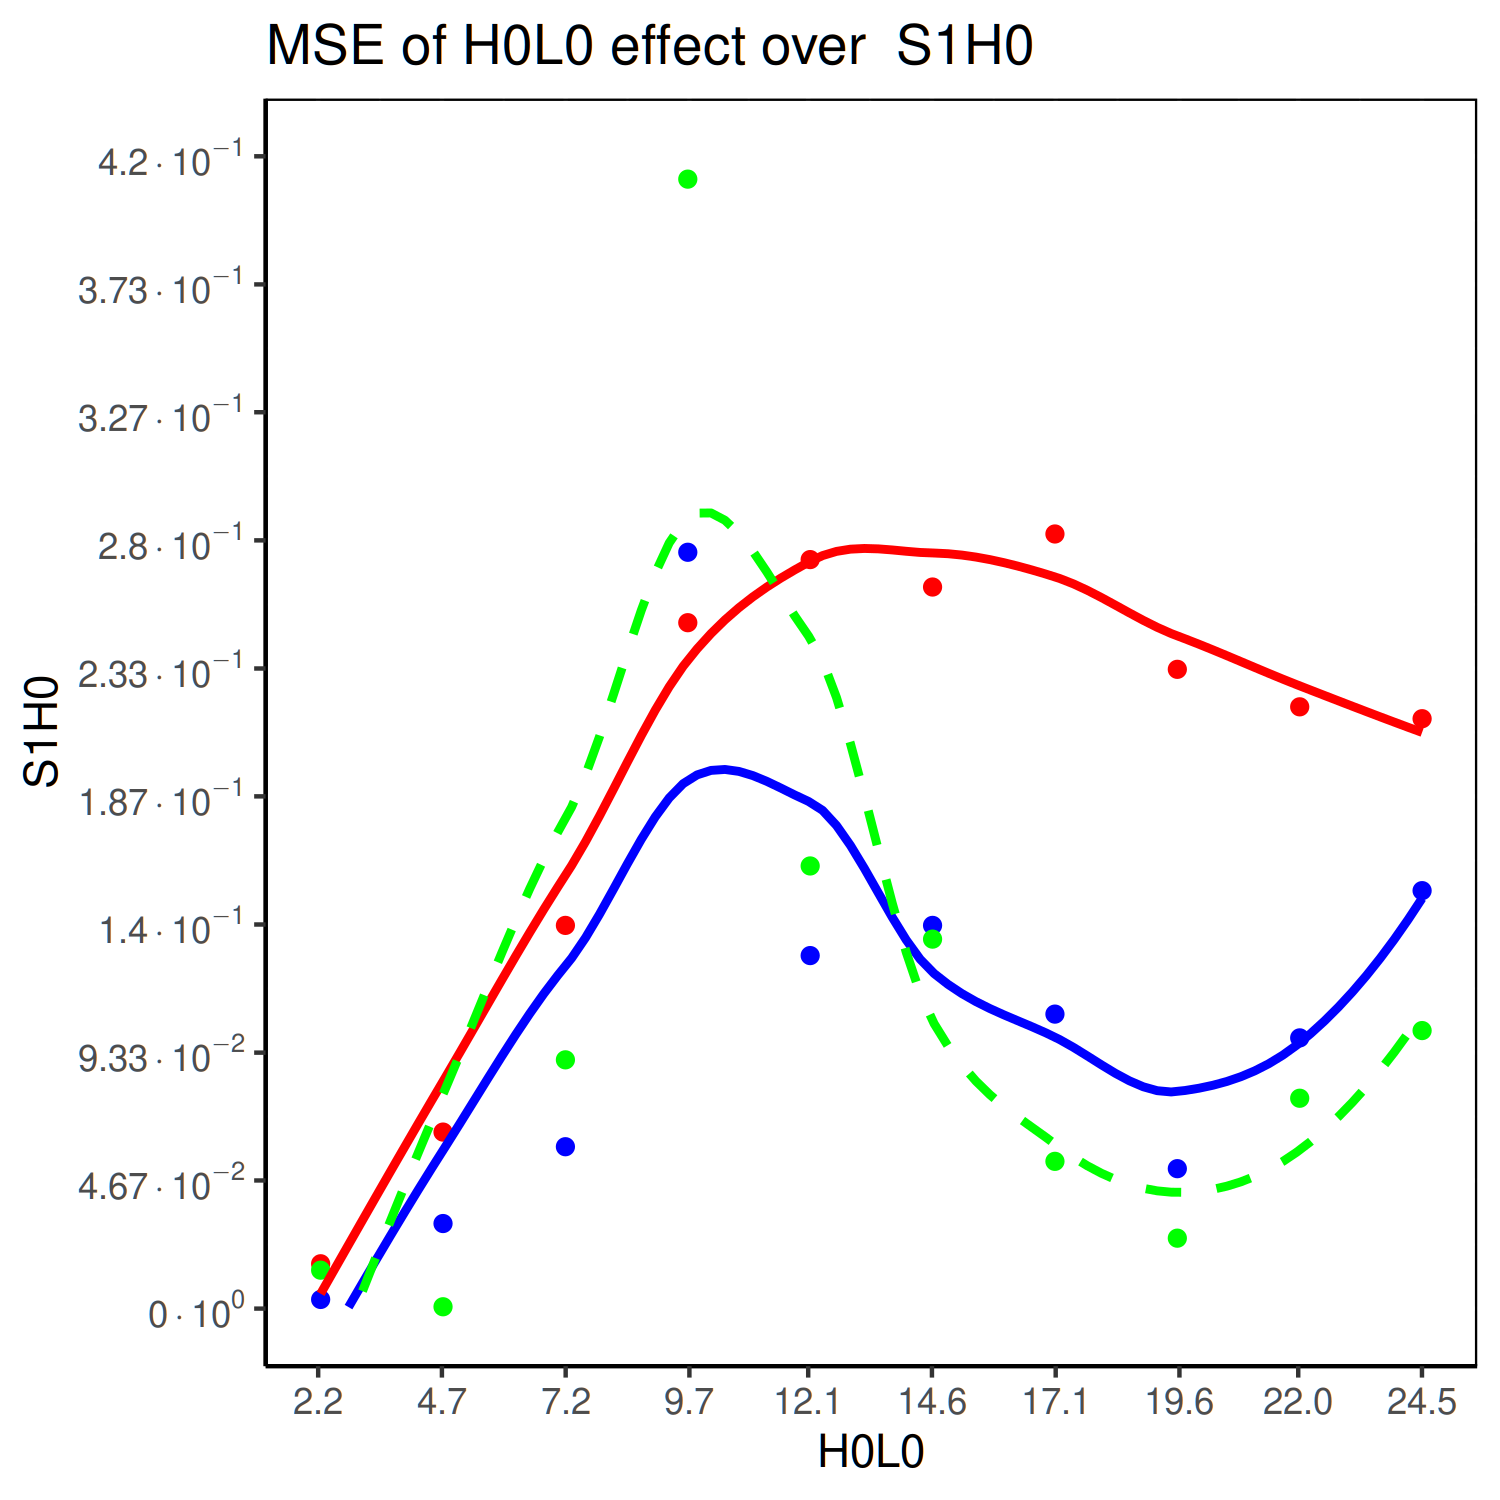 MSE of H0L0 effect over  S1H0
4.2 · 10⁻¹
3.73 · 10⁻¹
3.27 · 10⁻¹
2.8 · 10⁻¹
2.33 · 10⁻¹
1.87 · 10⁻¹
1.4 · 10⁻¹
9.33 · 10⁻²
4.67 · 10⁻²
0 · 10⁰
S1H0
2.2 4.7 7.2 9.7 12.1 14.6 17.1 19.6 22.0 24.5
H0L0